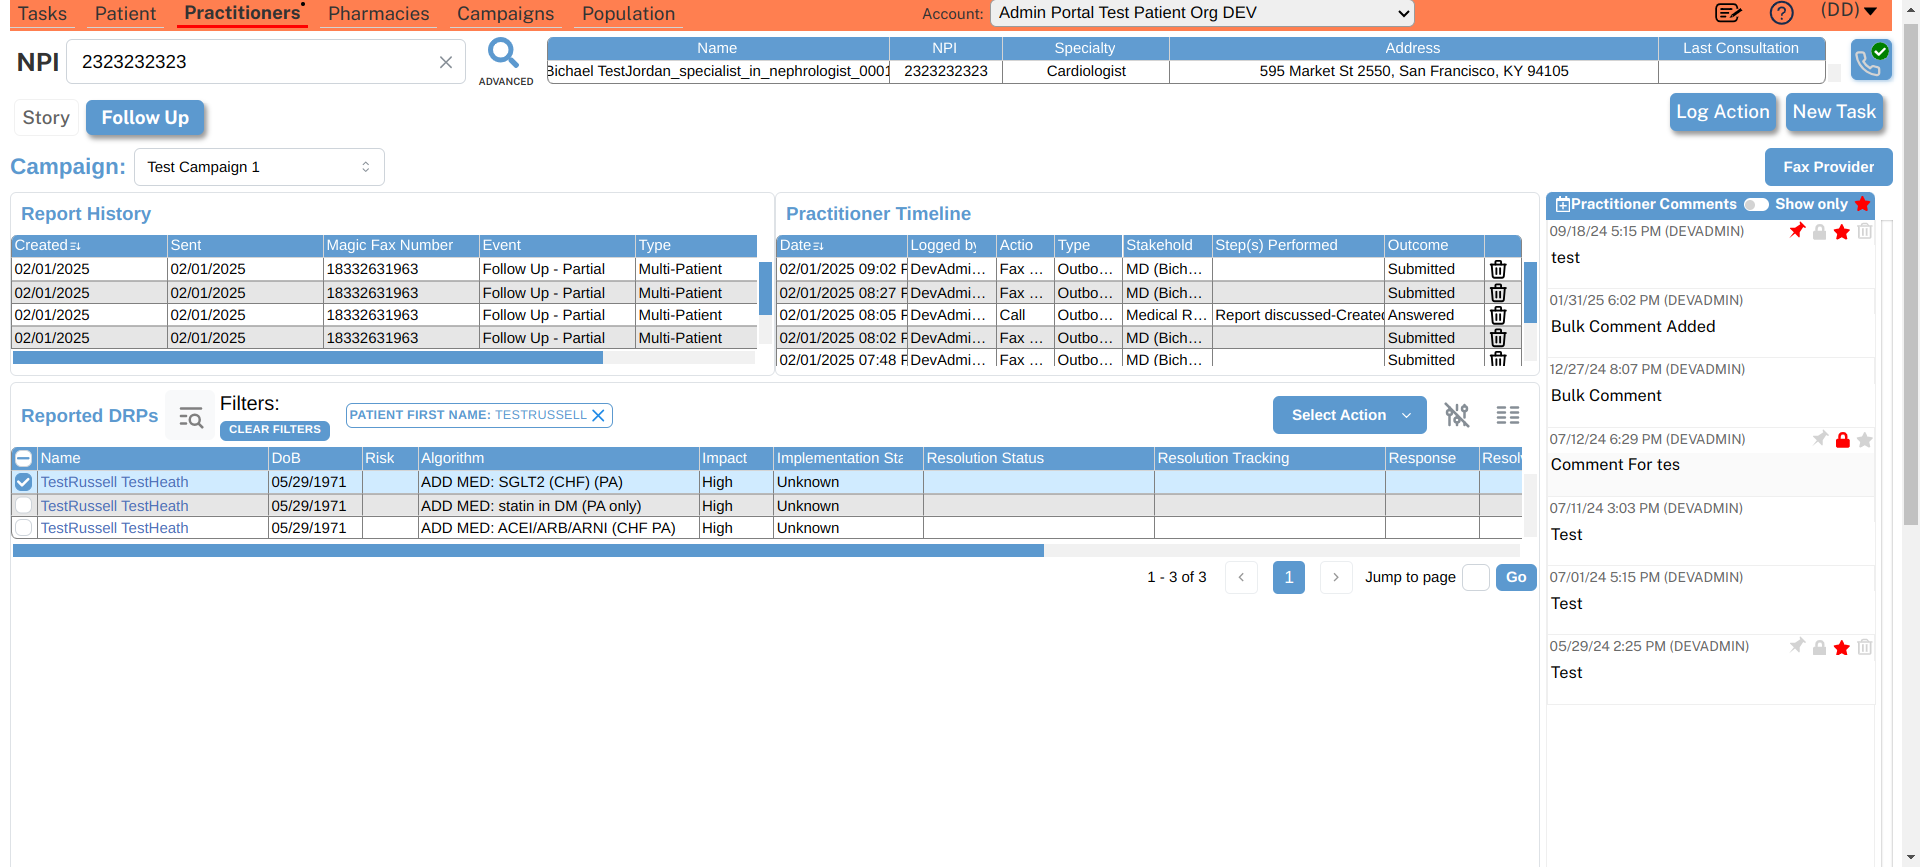 Tasks Patient Practitioners Pharmacies Campaigns Population Account: Admin Portal Test Patient Org DEV (DD)
NPI 2323232323 ADVANCED
Name NPI Specialty Address Last Consultation
Bichael TestJordan_specialist_in_nephrologist_0001 2323232323 Cardiologist 595 Market St 2550, San Francisco, KY 94105
Story Follow Up Log Action New Task
Campaign: Test Campaign 1 Fax Provider
Report History
Created Sent Magic Fax Number Event Type
02/01/2025 02/01/2025 18332631963 Follow Up - Partial Multi-Patient
02/01/2025 02/01/2025 18332631963 Follow Up - Partial Multi-Patient
02/01/2025 02/01/2025 18332631963 Follow Up - Partial Multi-Patient
02/01/2025 02/01/2025 18332631963 Follow Up - Partial Multi-Patient
Practitioner Timeline
Date Logged by Actio Type Stakehold Step(s) Performed Outcome
02/01/2025 09:02 P DevAdmi... Fax ... Outbo... MD (Bich... Submitted
02/01/2025 08:27 P DevAdmi... Fax ... Outbo... MD (Bich... Submitted
02/01/2025 08:05 P DevAdmi... Call Outbo... Medical R... Report discussed-Created Answered
02/01/2025 08:02 P DevAdmi... Fax ... Outbo... MD (Bich... Submitted
02/01/2025 07:48 P DevAdmi... Fax ... Outbo... MD (Bich... Submitted
Practitioner Comments Show only
09/18/24 5:15 PM (DEVADMIN)
test
01/31/25 6:02 PM (DEVADMIN)
Bulk Comment Added
12/27/24 8:07 PM (DEVADMIN)
Bulk Comment
07/12/24 6:29 PM (DEVADMIN)
Comment For tes
07/11/24 3:03 PM (DEVADMIN)
Test
07/01/24 5:15 PM (DEVADMIN)
Test
05/29/24 2:25 PM (DEVADMIN)
Test
Reported DRPs Filters: CLEAR FILTERS PATIENT FIRST NAME: TESTRUSSELL Select Action
Name DoB Risk Algorithm Impact Implementation Sta Resolution Status Resolution Tracking Response Resol
TestRussell TestHeath 05/29/1971 ADD MED: SGLT2 (CHF) (PA) High Unknown
TestRussell TestHeath 05/29/1971 ADD MED: statin in DM (PA only) High Unknown
TestRussell TestHeath 05/29/1971 ADD MED: ACEI/ARB/ARNI (CHF PA) High Unknown
1 - 3 of 3 < 1 > Jump to page Go